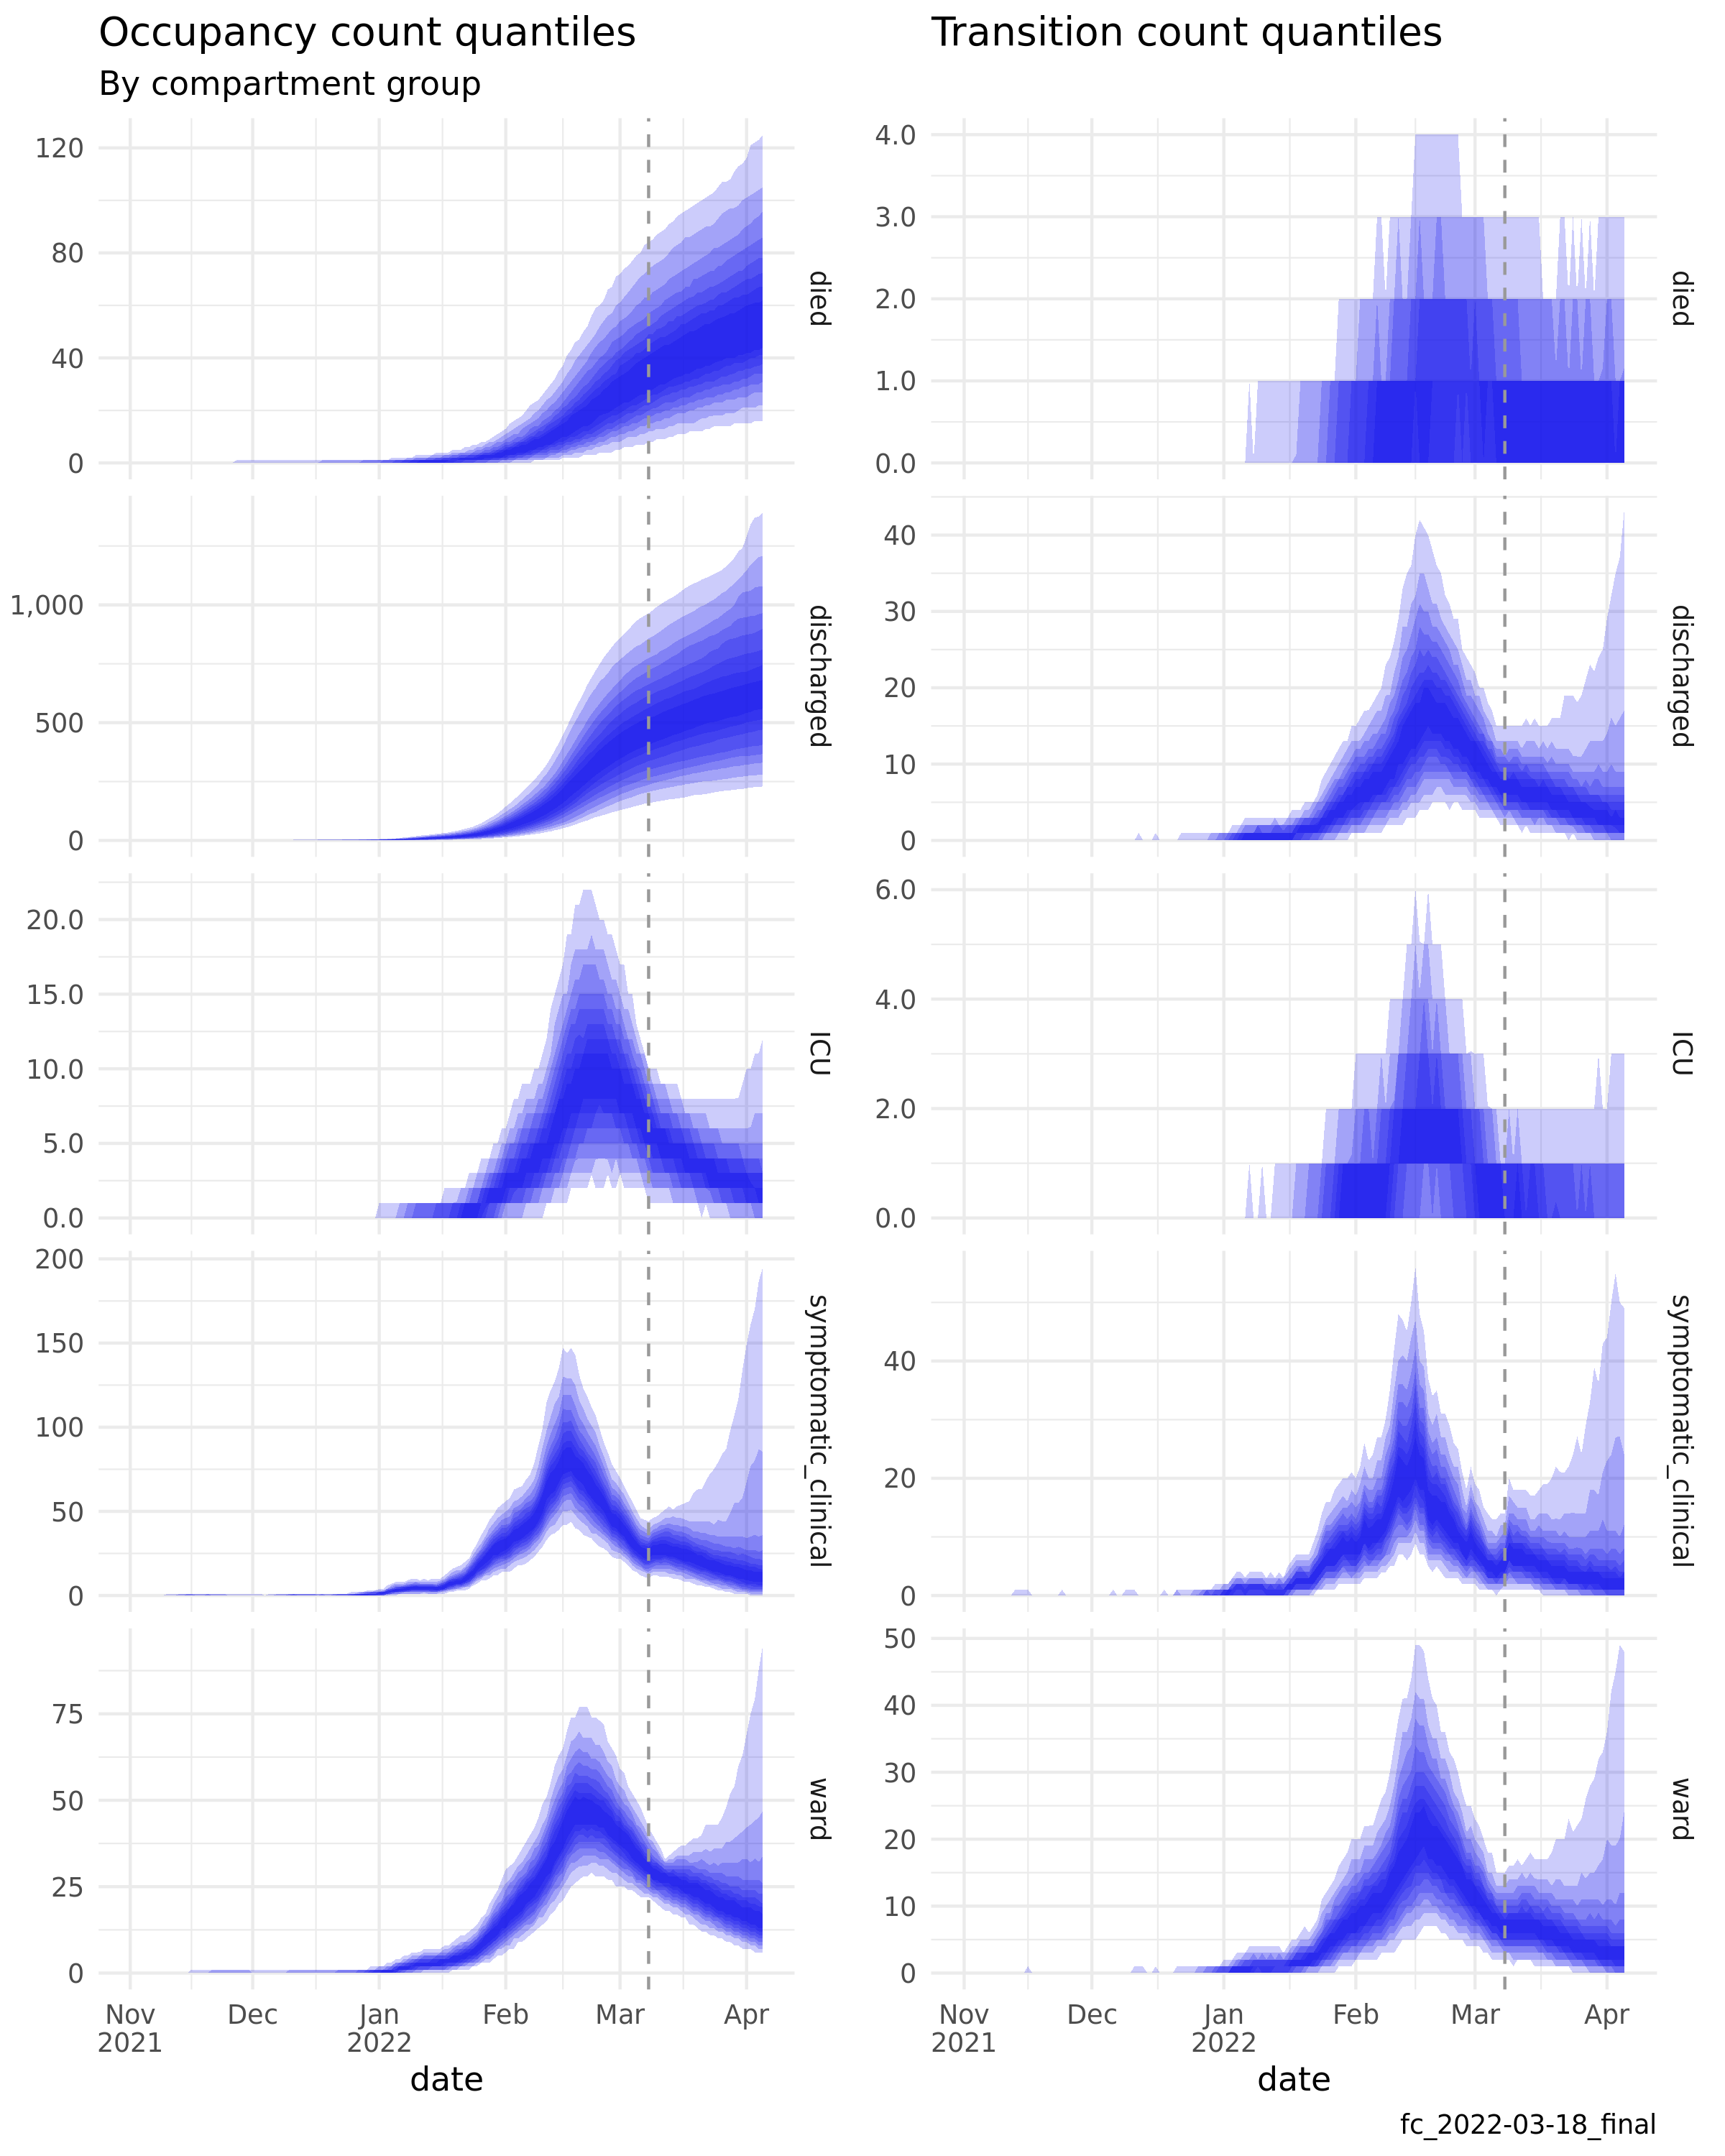 Occupancy count quantiles
By compartment group
120
80
40
0
died
1,000
500
0
discharged
20.0
15.0
10.0
5.0
0.0
ICU
200
150
100
50
0
symptomatic_clinical
75
50
25
0
ward
Nov Dec Jan Feb Mar Apr
2021 2022
date
Transition count quantiles
4.0
3.0
2.0
1.0
0.0
died
40
30
20
10
0
discharged
6.0
4.0
2.0
0.0
ICU
40
20
0
symptomatic_clinical
50
40
30
20
10
0
ward
Nov Dec Jan Feb Mar Apr
2021 2022
date
fc_2022-03-18_final